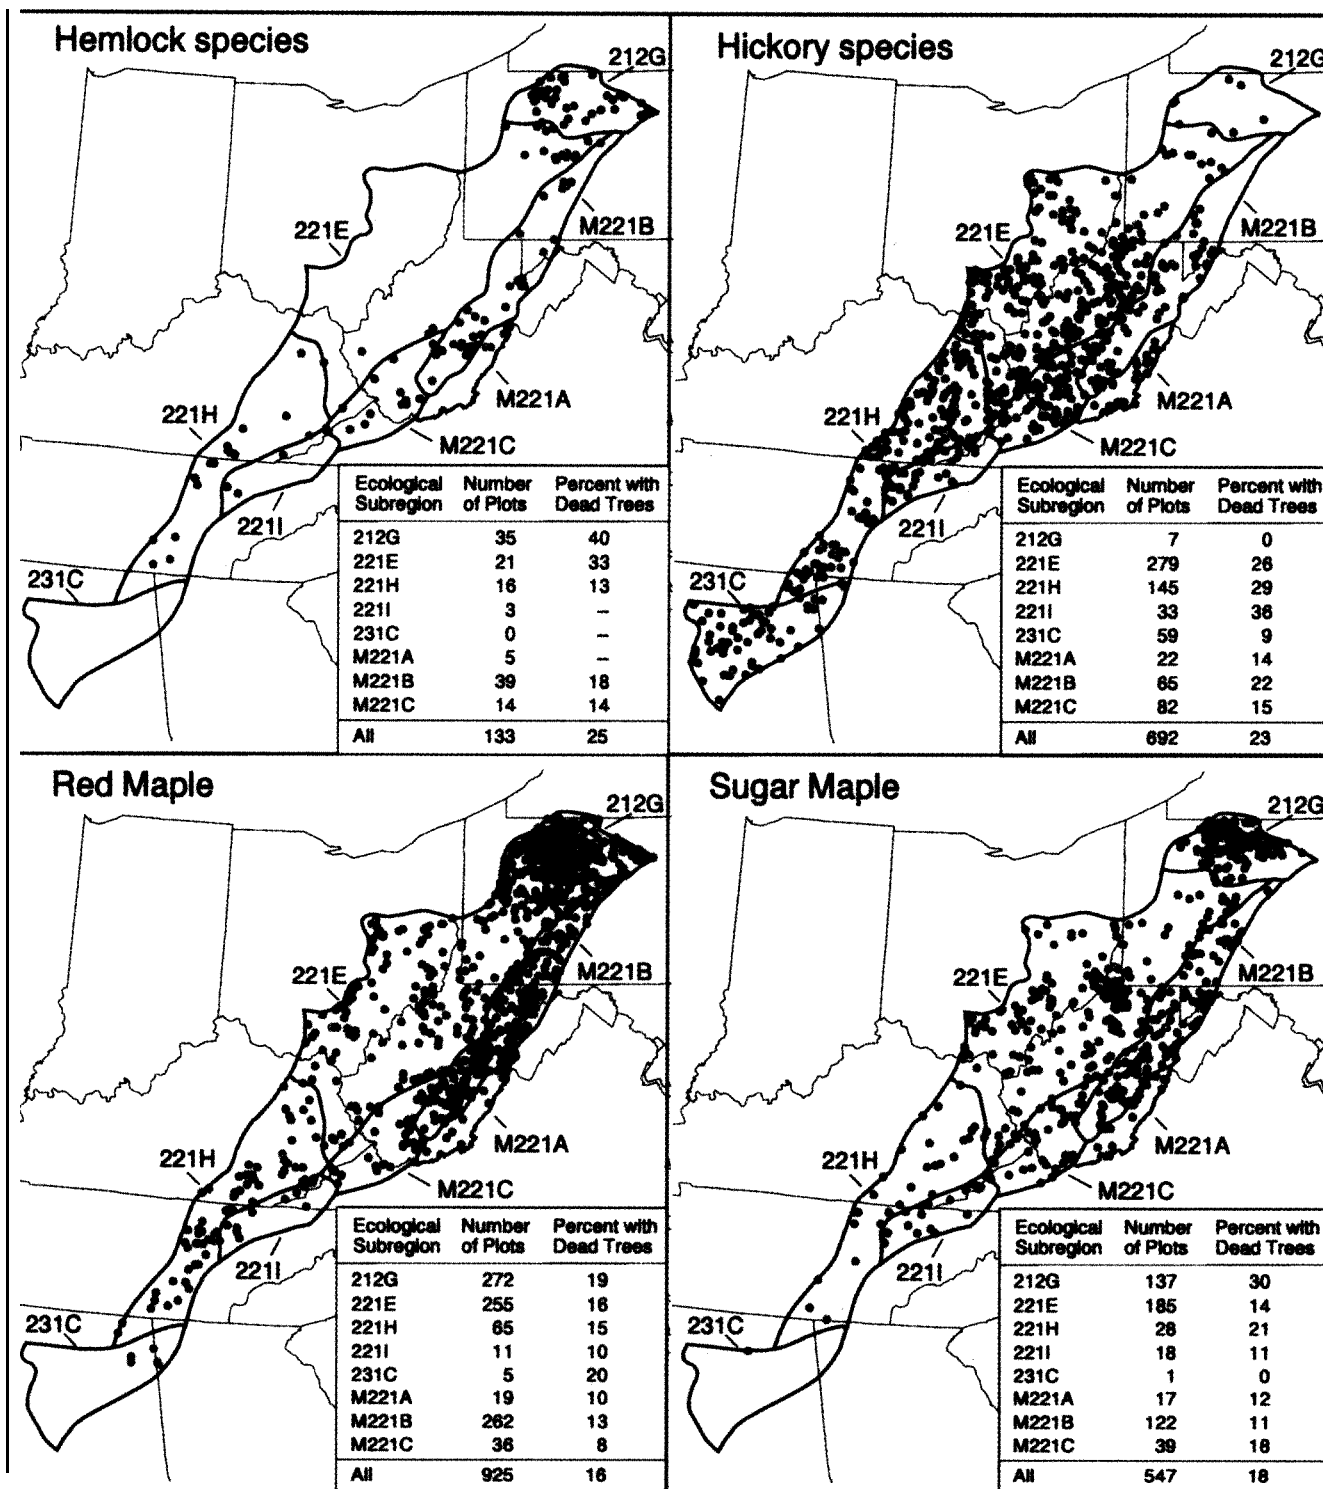 Hemlock species
212G
M221B
221E
M221A
221H
M221C
221I
231C
Ecological Number Percent with
Subregion of Plots Dead Trees
212G 35 40
221E 21 33
221H 16 13
221I 3 –
231C 0 –
M221A 5 –
M221B 39 18
M221C 14 14
All 133 25
Hickory species
212G
M221B
221E
M221A
221H
M221C
221I
231C
Ecological Number Percent with
Subregion of Plots Dead Trees
212G 7 0
221E 279 26
221H 145 29
221I 33 36
231C 59 9
M221A 22 14
M221B 65 22
M221C 82 15
All 692 23
Red Maple
212G
M221B
221E
M221A
221H
M221C
221I
231C
Ecological Number Percent with
Subregion of Plots Dead Trees
212G 272 19
221E 255 16
221H 65 15
221I 11 10
231C 5 20
M221A 19 10
M221B 262 13
M221C 36 8
All 925 16
Sugar Maple
212G
M221B
221E
M221A
221H
M221C
221I
231C
Ecological Number Percent with
Subregion of Plots Dead Trees
212G 137 30
221E 185 14
221H 28 21
221I 18 11
231C 1 0
M221A 17 12
M221B 122 11
M221C 39 18
All 547 18